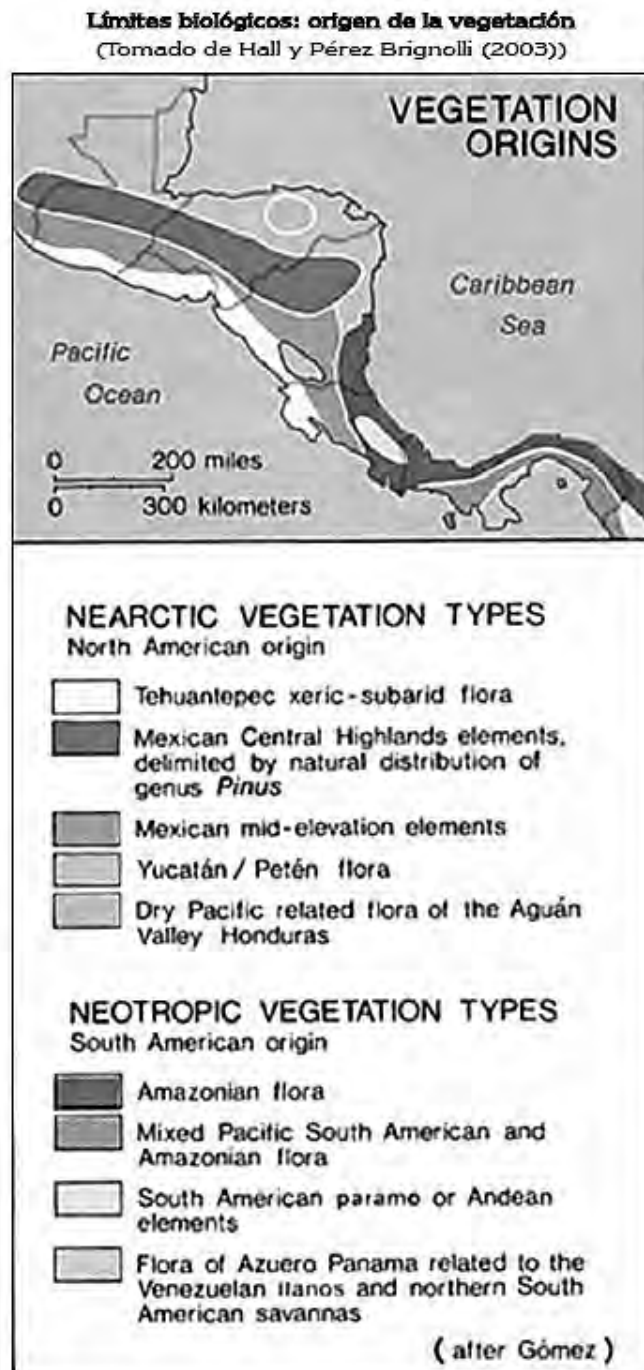 Límites biológicos: origen de la vegetación
(Tomado de Hall y Pérez Brignolli (2003))
VEGETATION
ORIGINS
Caribbean
Sea
Pacific
Ocean
0 200 miles
0 300 kilometers
NEARCTIC VEGETATION TYPES
North American origin
Tehuantepec xeric-subarid flora
Mexican Central Highlands elements,
delimited by natural distribution of
genus Pinus
Mexican mid-elevation elements
Yucatán / Petén flora
Dry Pacific related flora of the Aguán
Valley Honduras
NEOTROPIC VEGETATION TYPES
South American origin
Amazonian flora
Mixed Pacific South American and
Amazonian flora
South American paramo or Andean
elements
Flora of Azuero Panama related to the
Venezuelan llanos and northern South
American savannas
( after Gómez )